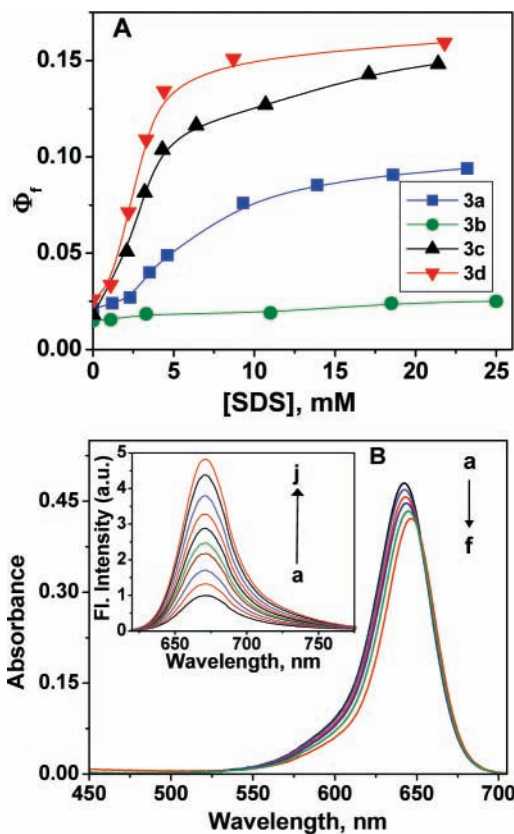 A
0.15
0.10
0.05
0.00
Φf
3a
3b
3c
3d
0 5 10 15 20 25
[SDS], mM
B
a
f
5
4
3
2
1
0
Fl. Intensity (a.u.)
j
a
650 700 750
Wavelength, nm
0.45
0.30
0.15
0.00
Absorbance
450 500 550 600 650 700
Wavelength, nm